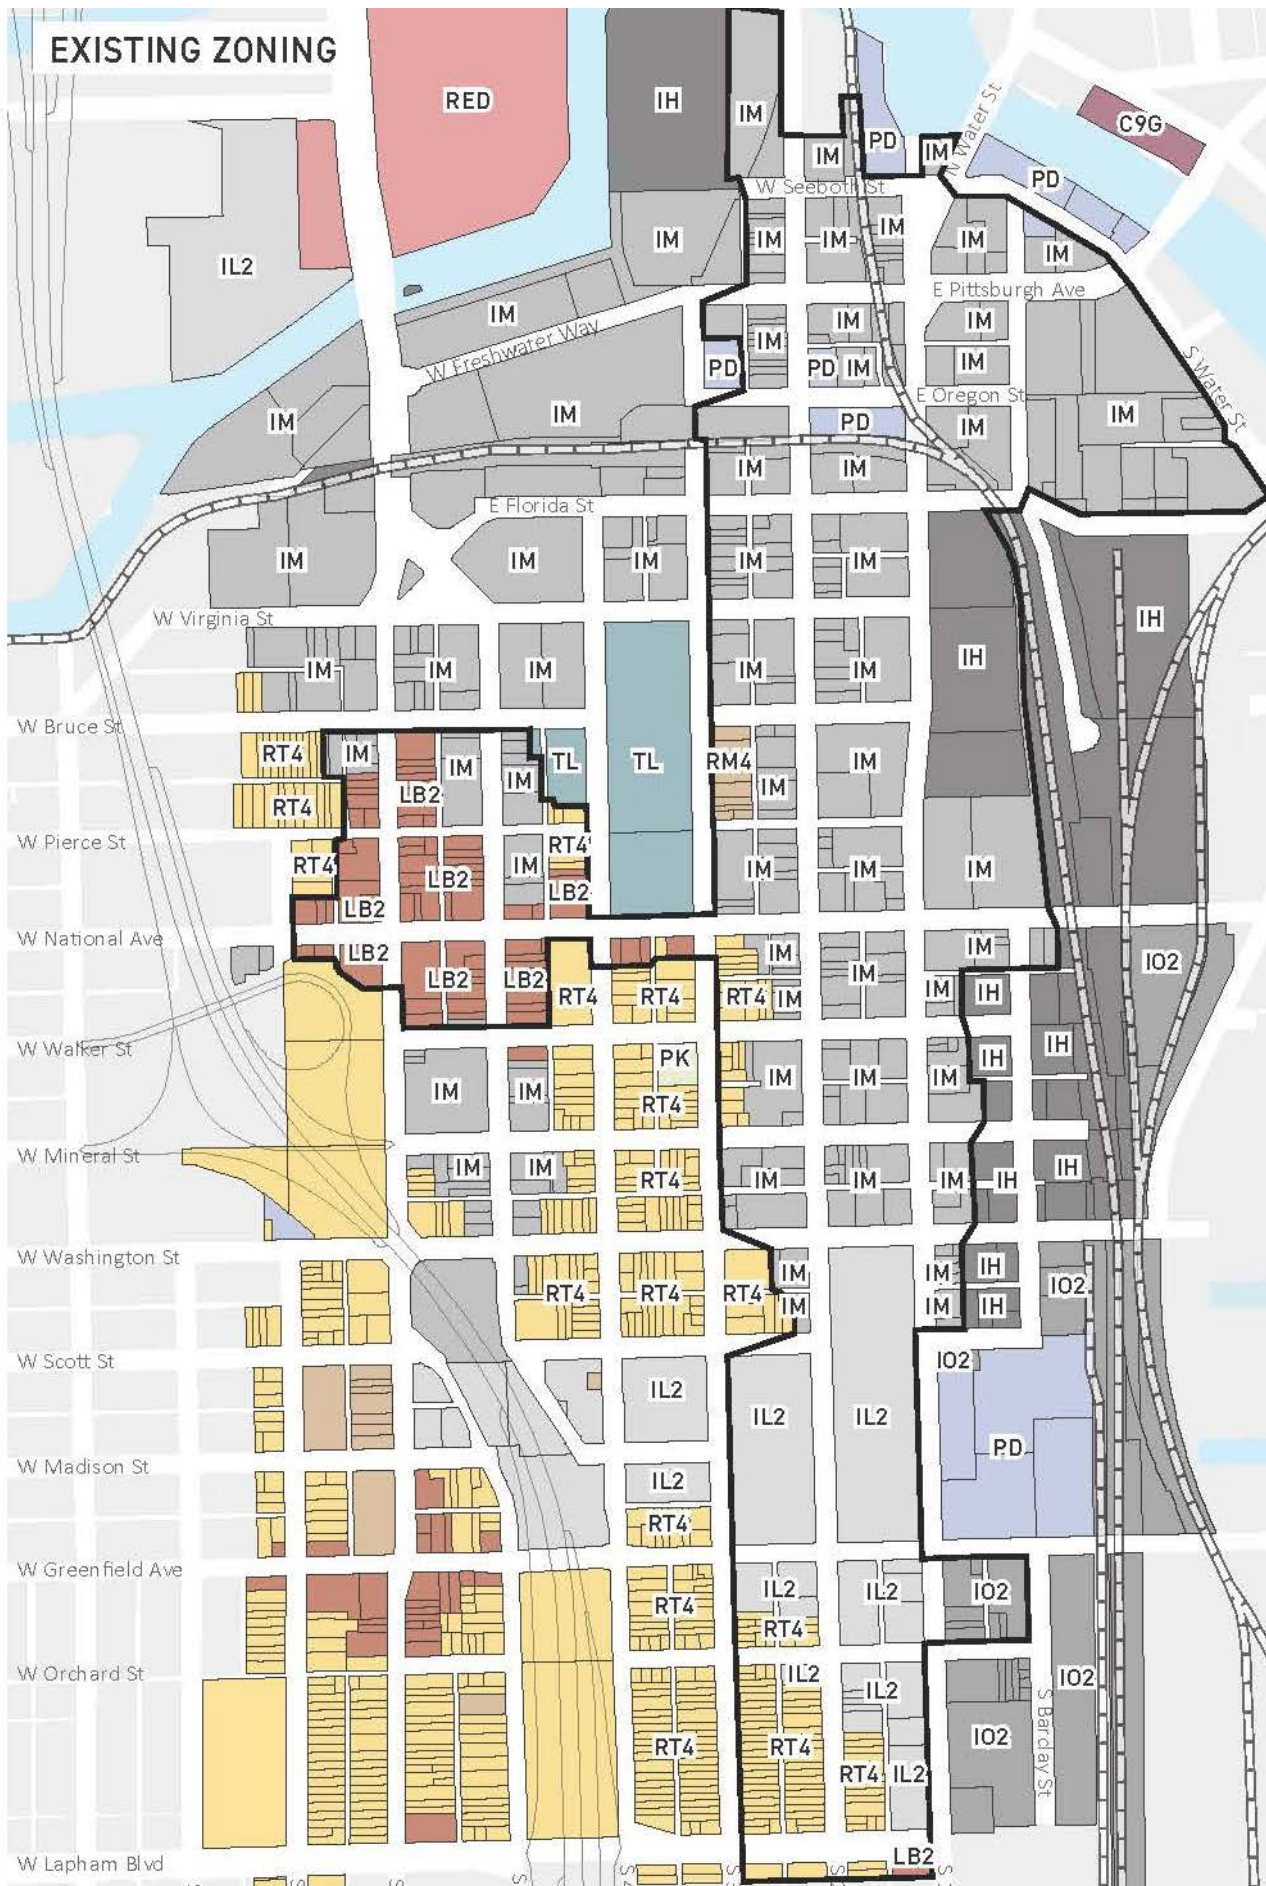 EXISTING ZONING
RED
IH
IM
C9G
IM
PD
IM
N Water St
PD
W Seeboth St
IL2
IM
IM
IM
IM
IM
IM
E Pittsburgh Ave
IM
W Freshwater Way
IM
IM
IM
PD
PD
IM
IM
S Water St
E Oregon St
IM
IM
PD
IM
IM
IM
IM
E Florida St
IM
IM
IM
IM
IM
W Virginia St
IH
IM
IM
IM
IM
IM
IH
W Bruce St
RT4
IM
LB2
IM
IM
TL
TL
RM4
IM
IM
RT4
W Pierce St
RT4
LB2
IM
RT4
LB2
IM
IM
IM
LB2
W National Ave
LB2
LB2
LB2
RT4
RT4
IM
RT4
IM
IM
IM
IM
IH
IO2
W Walker St
IM
IM
PK
RT4
IM
IM
IM
IH
IH
W Mineral St
IM
IM
RT4
IM
IM
IM
IH
IH
W Washington St
RT4
RT4
RT4
IM
IM
IM
IM
IH
IH
IO2
W Scott St
IL2
IL2
IL2
IO2
PD
W Madison St
IL2
RT4
W Greenfield Ave
RT4
IL2
RT4
IL2
IO2
W Orchard St
IL2
IL2
IO2
IO2
RT4
RT4
RT4
IL2
S Barclay St
W Lapham Blvd
LB2